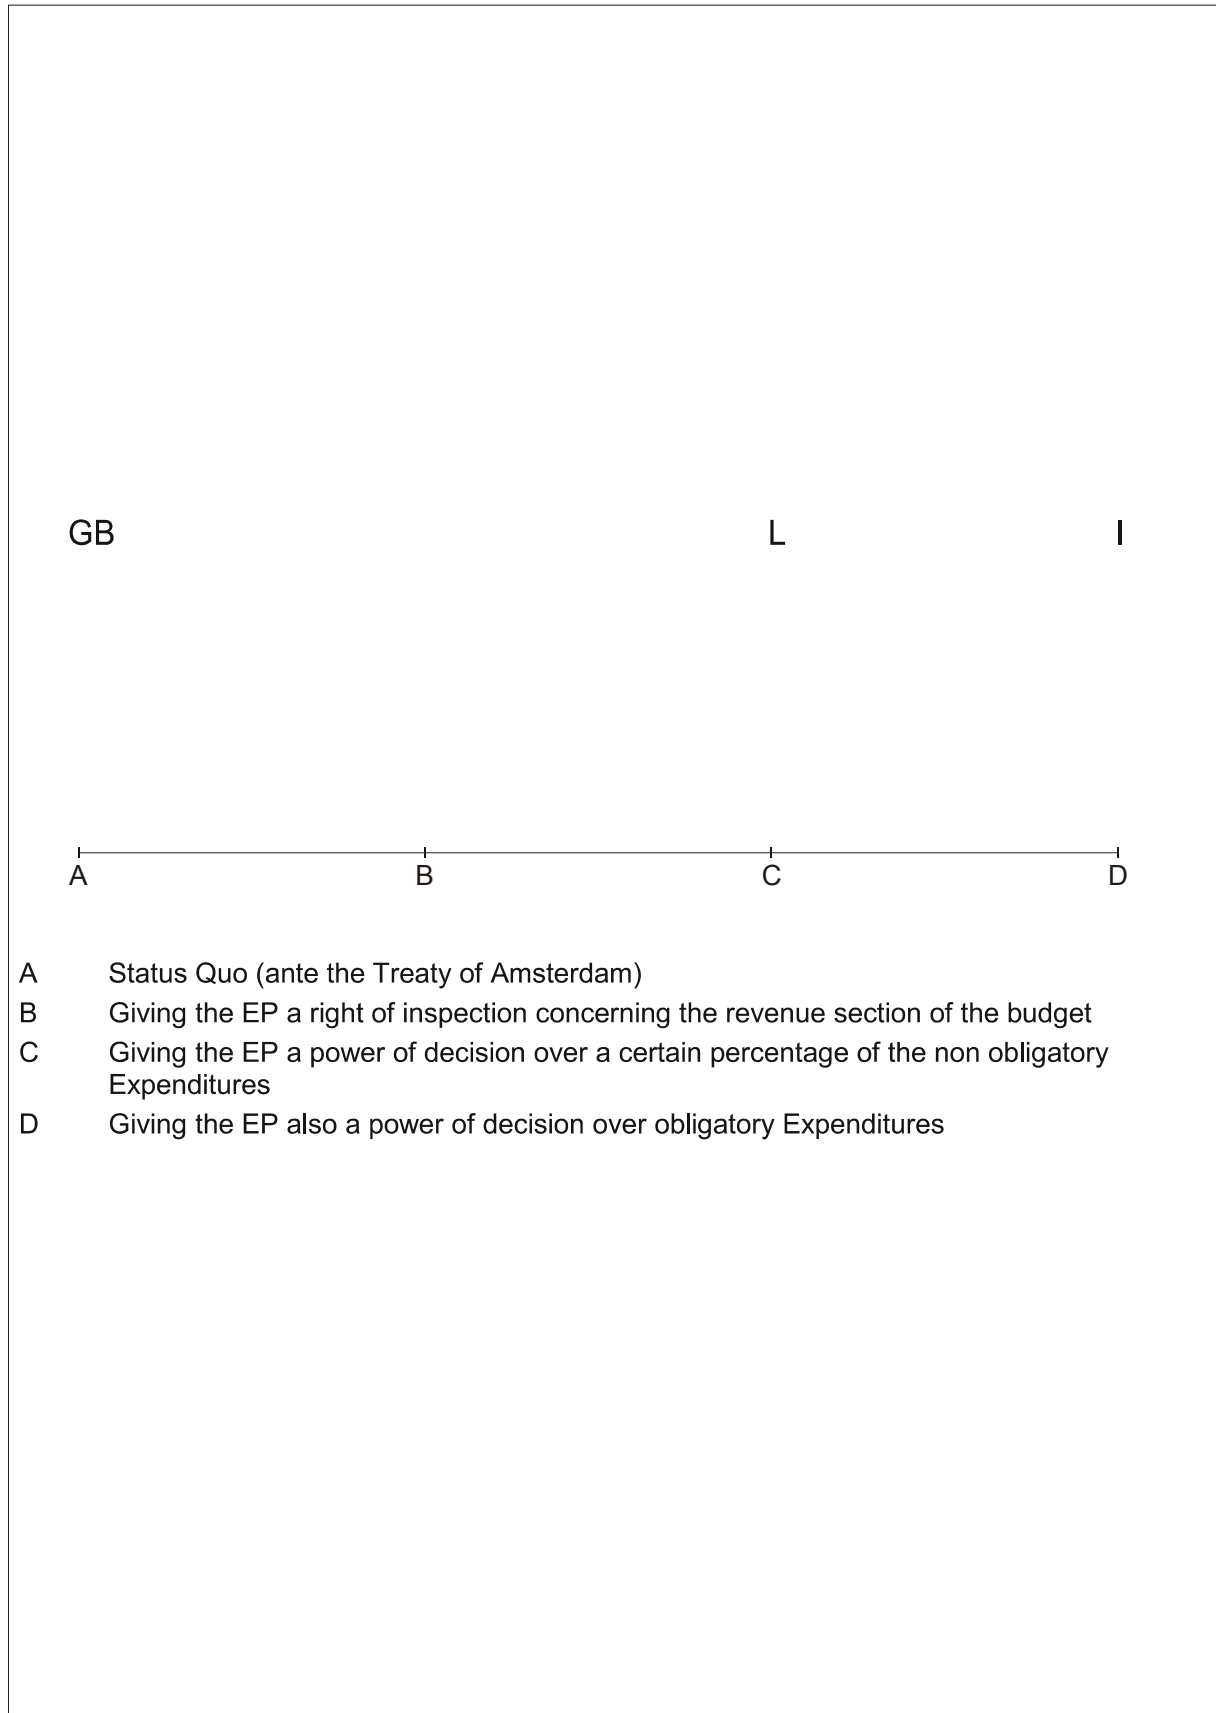 GB L I
A B C D
A Status Quo (ante the Treaty of Amsterdam)
B Giving the EP a right of inspection concerning the revenue section of the budget
C Giving the EP a power of decision over a certain percentage of the non obligatory
Expenditures
D Giving the EP also a power of decision over obligatory Expenditures